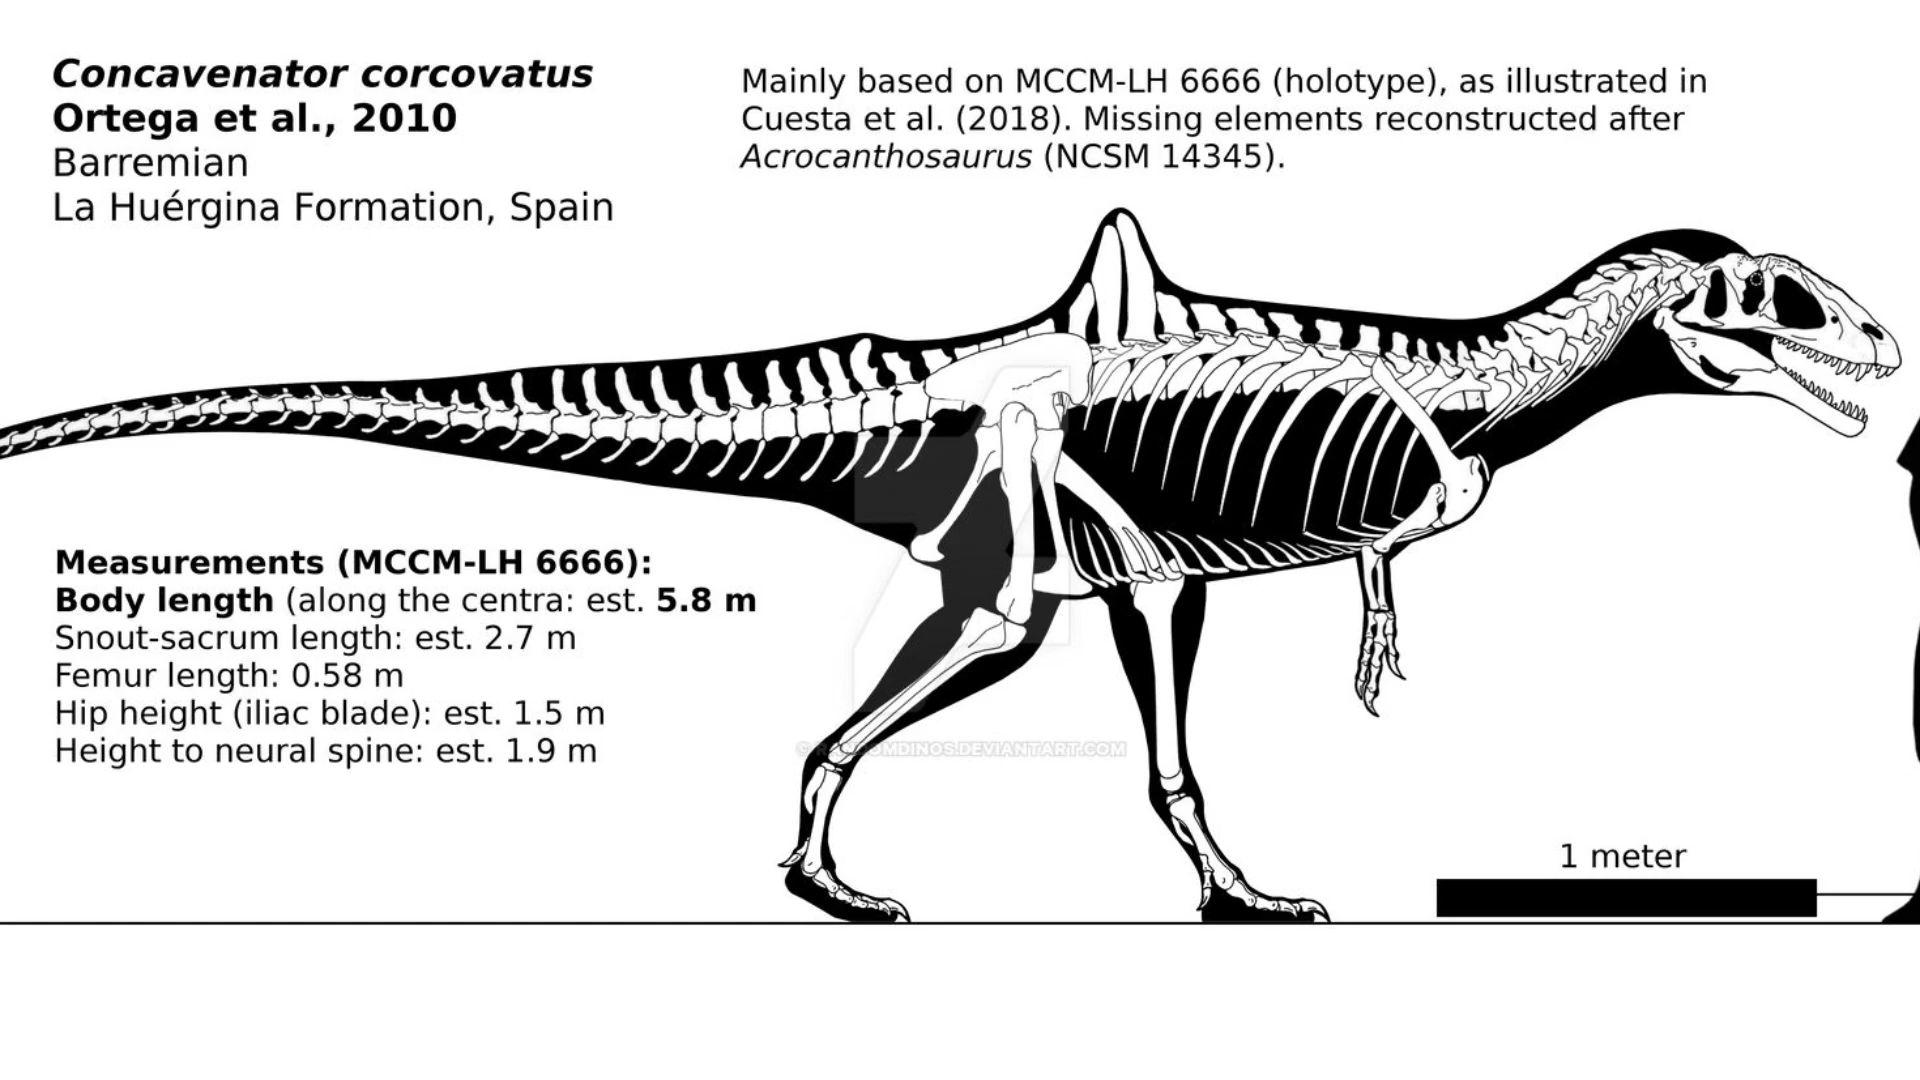 Concavenator corcovatus
Ortega et al., 2010
Barremian
La Huérgina Formation, Spain
Mainly based on MCCM-LH 6666 (holotype), as illustrated in
Cuesta et al. (2018). Missing elements reconstructed after
Acrocanthosaurus (NCSM 14345).
Measurements (MCCM-LH 6666):
Body length (along the centra: est. 5.8 m
Snout-sacrum length: est. 2.7 m
Femur length: 0.58 m
Hip height (iliac blade): est. 1.5 m
Height to neural spine: est. 1.9 m
© RANDOMDINOS.DEVIANTART.COM
1 meter